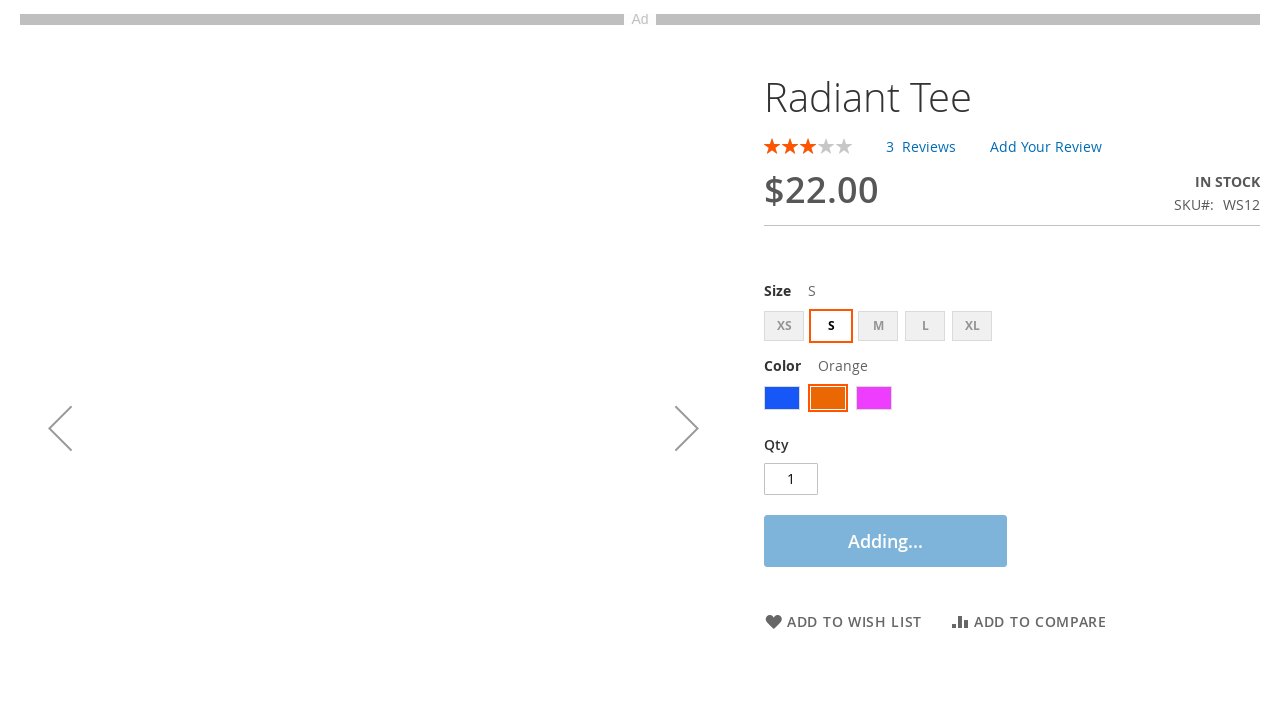 Ad
Radiant Tee
3 Reviews Add Your Review
$22.00
IN STOCK
SKU#: WS12
Size S
XS S M L XL
Color Orange
Qty
1
Adding...
ADD TO WISH LIST ADD TO COMPARE